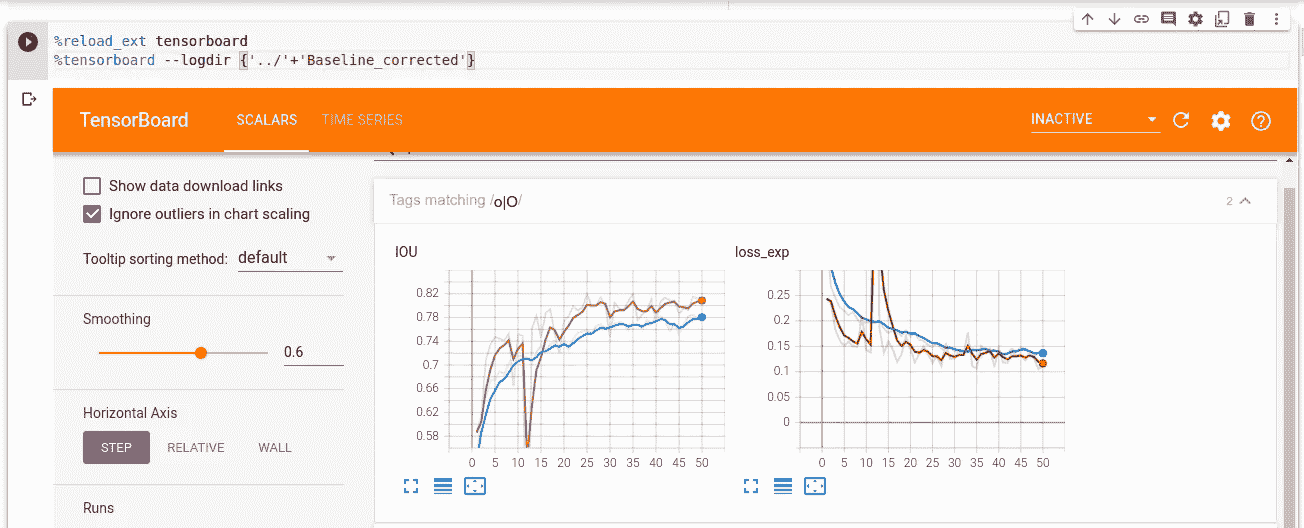 %reload_ext tensorboard
%tensorboard --logdir {'../'+'Baseline_corrected'}
TensorBoard
SCALARS
TIME SERIES
INACTIVE
Show data download links
Ignore outliers in chart scaling
Tooltip sorting method: default
Smoothing
0.6
Horizontal Axis
STEP RELATIVE WALL
Runs
Tags matching /o|O/
2
IOU
0.82
0.78
0.74
0.7
0.66
0.62
0.58
0 5 10 15 20 25 30 35 40 45 50
loss_exp
0.25
0.2
0.15
0.1
0.05
0
0 5 10 15 20 25 30 35 40 45 50